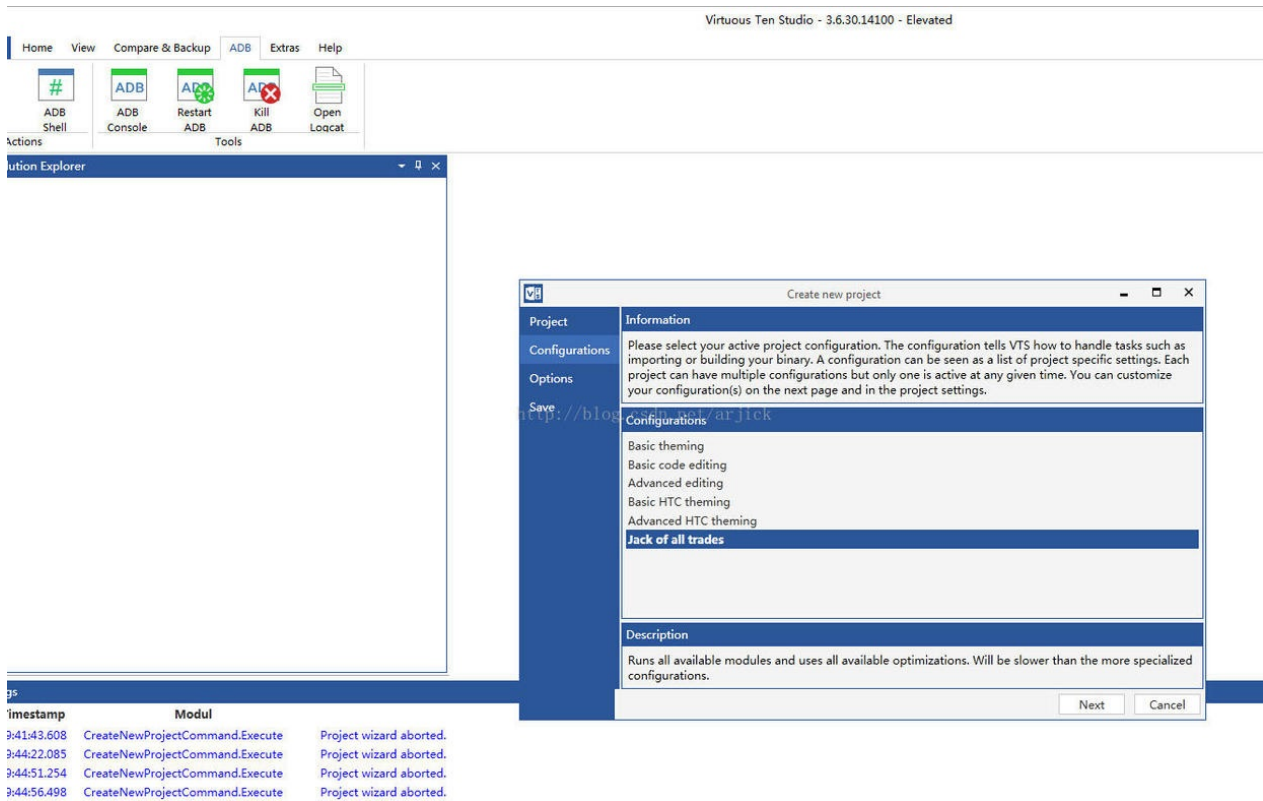 Virtuous Ten Studio - 3.6.30.14100 - Elevated
Home View Compare & Backup ADB Extras Help
# ADB AD AD
ADB Shell
ADB Console
Restart ADB
Kill ADB
Open Logcat
Actions Tools
lution Explorer
Create new project
Project
Configurations
Options
Save
Information
Please select your active project configuration. The configuration tells VTS how to handle tasks such as
importing or building your binary. A configuration can be seen as a list of project specific settings. Each
project can have multiple configurations but only one is active at any given time. You can customize
your configuration(s) on the next page and in the project settings.
http://blog.csdn.net/arjick
Configurations
Basic theming
Basic code editing
Advanced editing
Basic HTC theming
Advanced HTC theming
Jack of all trades
Description
Runs all available modules and uses all available optimizations. Will be slower than the more specialized
configurations.
Next Cancel
gs
Timestamp Modul
9:41:43.608 CreateNewProjectCommand.Execute Project wizard aborted.
9:44:22.085 CreateNewProjectCommand.Execute Project wizard aborted.
9:44:51.254 CreateNewProjectCommand.Execute Project wizard aborted.
9:44:56.498 CreateNewProjectCommand.Execute Project wizard aborted.